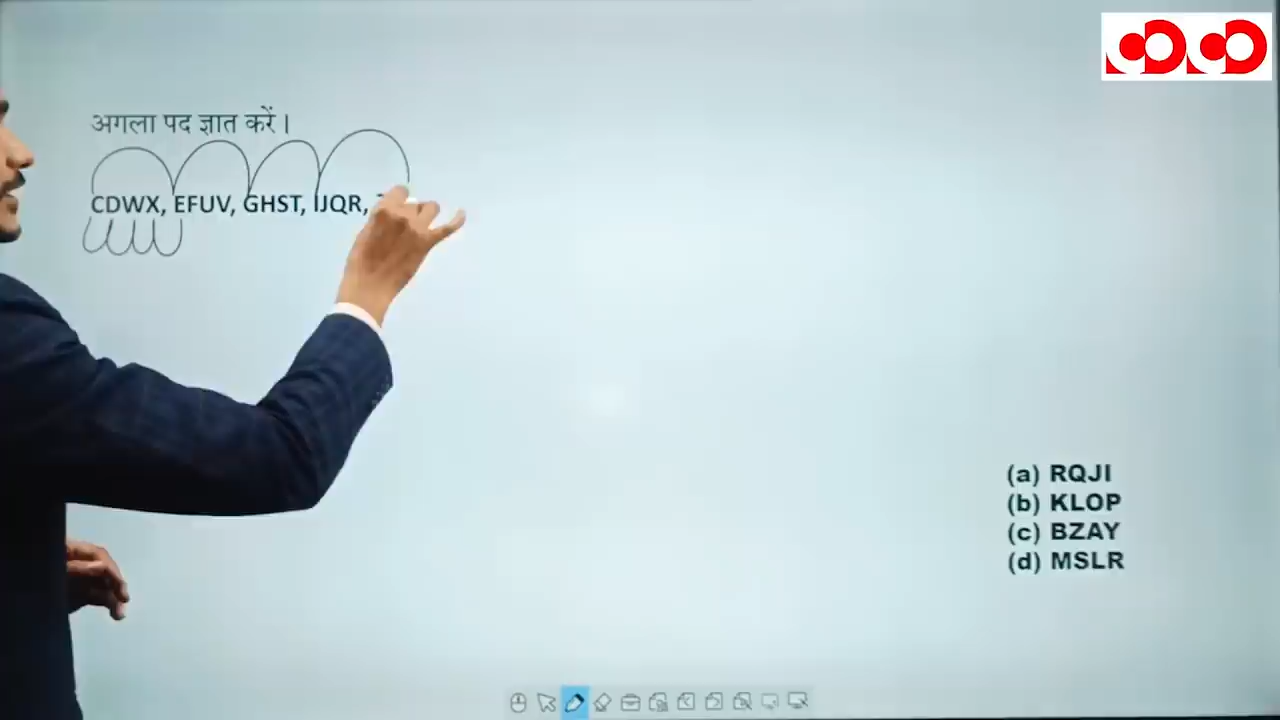 अगला पद ज्ञात करें।
CDWX, EFUV, GHST, IJQR,
(a) RQJI
(b) KLOP
(c) BZAY
(d) MSLR